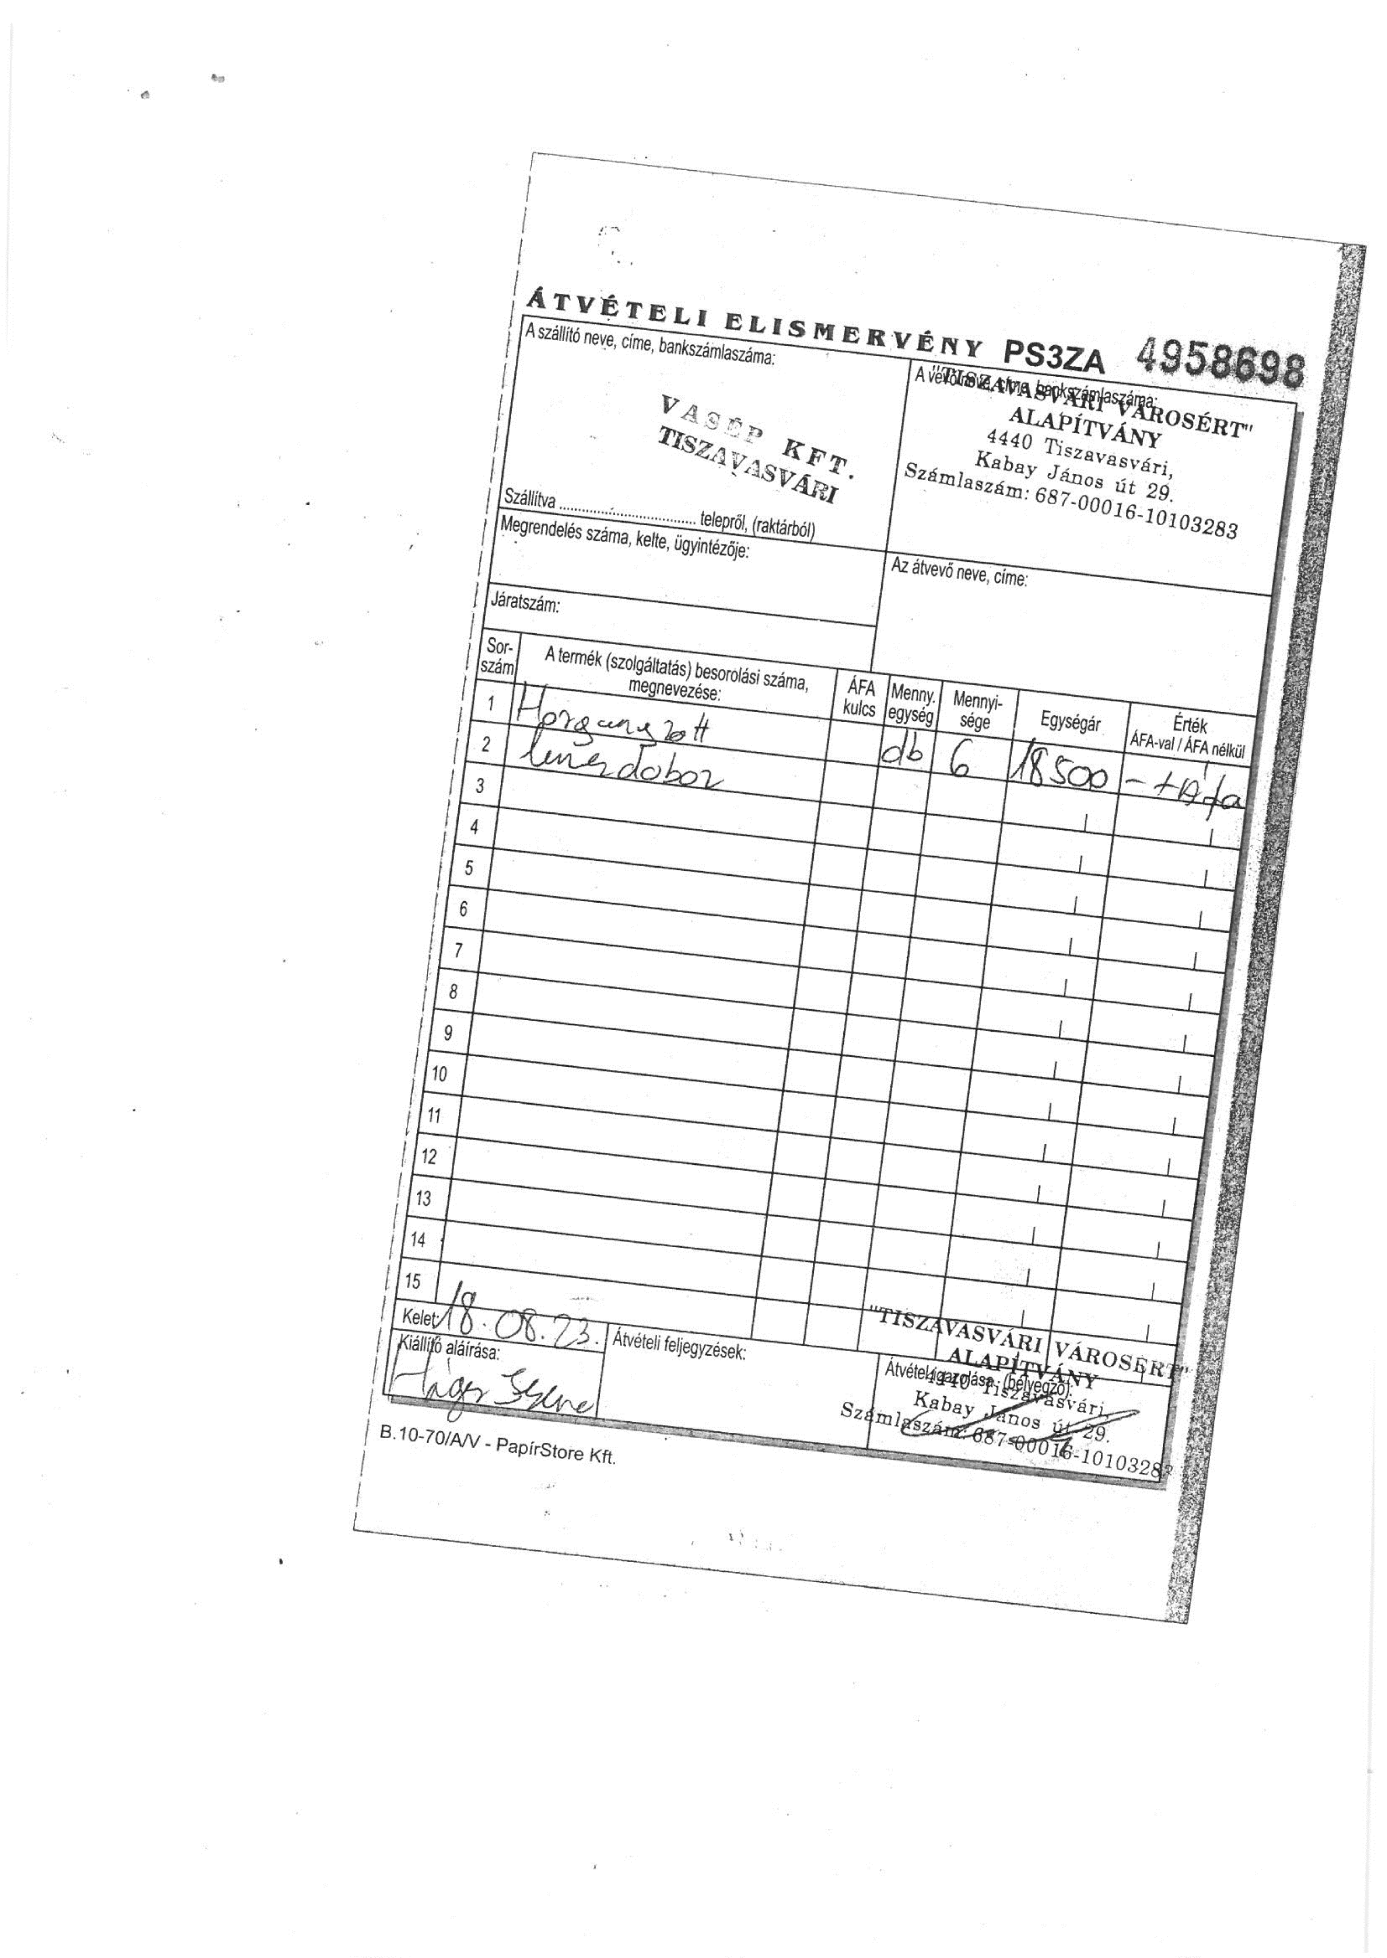 ÁTVÉTELI ELISMERVÉNY PS3ZA 4958698
A szállító neve, címe, bankszámlaszáma:
VASÉP KFT.
TISZAVASVÁRI
Szállítva ........................ telepről, (raktárból)
A vevő neve, címe, bankszámlaszáma:
"TISZAVASVÁRI VÁROSÉRT"
ALAPÍTVÁNY
4440 Tiszavasvári,
Kabay János út 29.
Számlaszám: 687-00016-10103283
Megrendelés száma, kelte, ügyintézője:
Az átvevő neve, címe:
Járatszám:
Sor-szám A termék (szolgáltatás) besorolási száma, megnevezése: ÁFA kulcs Menny. egység Mennyi-sége Egységár Érték ÁFA-val / ÁFA nélkül
1 Horganyzott
2 db 6 18500 - + Áfa
3
4
5
6
7
8
9
10
11
12
13
14
15
Kelet: 18.08.23.
Kiállító aláírása:
Átvételi feljegyzések:
Átvétel igazolása: (bélyegző):
"TISZAVASVÁRI VÁROSÉRT"
ALAPÍTVÁNY
4440 Tiszavasvári,
Kabay János út 29.
Számlaszám: 687-00016-10103283
B.10-70/A/V - PapírStore Kft.